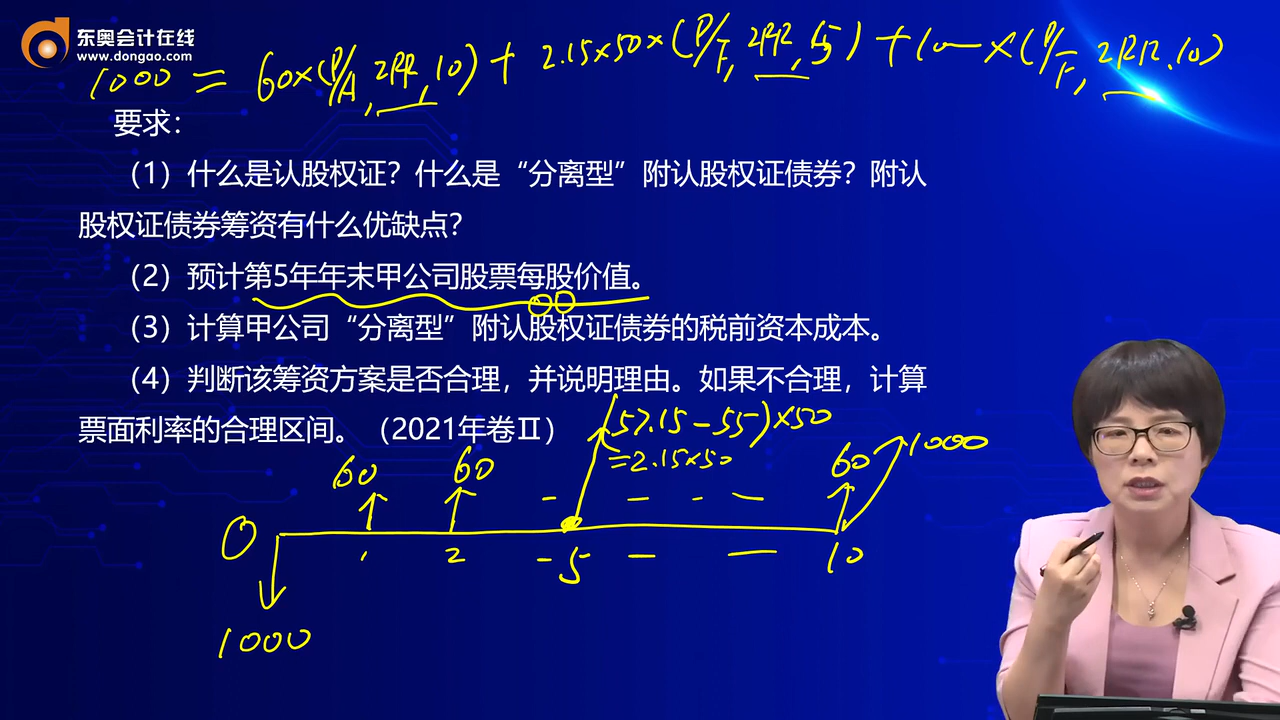 东奥会计在线
www.dongao.com
1000 = 60×(P/A, IRR, 10) + 2.15×50×(P/F, IRR, 5) + 1000×(P/F, IRR, 10)
要求：
（1）什么是认股权证？什么是“分离型”附认股权证债券？附认
股权证债券筹资有什么优缺点？
（2）预计第5年年末甲公司股票每股价值。
（3）计算甲公司“分离型”附认股权证债券的税前资本成本。
（4）判断该筹资方案是否合理，并说明理由。如果不合理，计算
票面利率的合理区间。（2021年卷Ⅱ）
(57.15-55)×50
=2.15×50
60 60 60 1000
0 1 2 5 10
1000